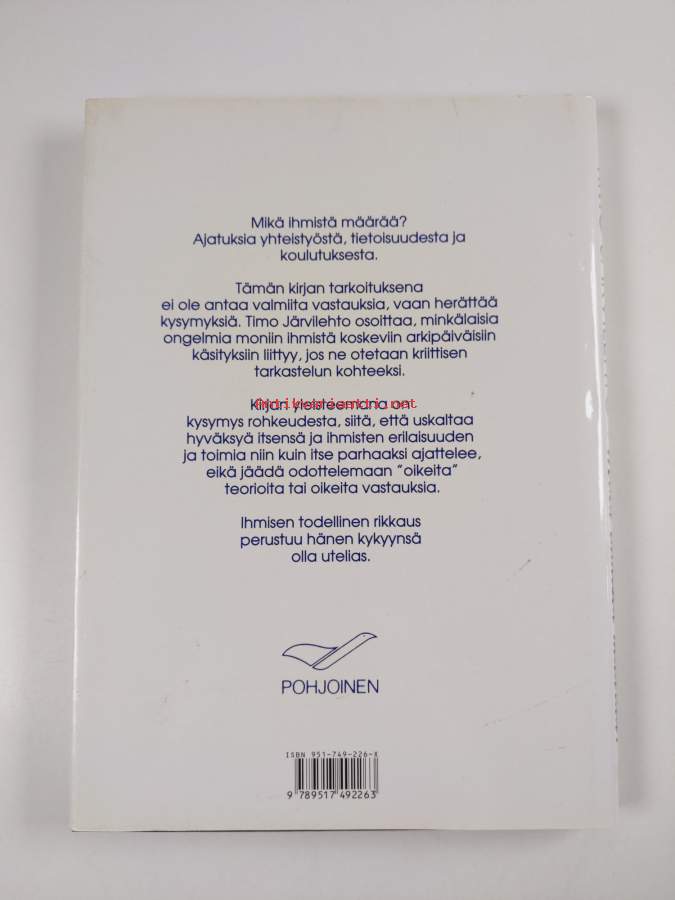 Mikä ihmistä määrää?
Ajatuksia yhteistyöstä, tietoisuudesta ja
koulutuksesta.
Tämän kirjan tarkoituksena
ei ole antaa valmiita vastauksia, vaan herättää
kysymyksiä. Timo Järvilehto osoittaa, minkälaisia
ongelmia moniin ihmistä koskeviin arkipäiväisiin
käsityksiin liittyy, jos ne otetaan kriittisen
tarkastelun kohteeksi.
Kirjan yleisteemana on
kysymys rohkeudesta, siitä, että uskaltaa
hyväksyä itsensä ja ihmisten erilaisuuden
ja toimia niin kuin itse parhaaksi ajattelee,
eikä jäädä odottelemaan "oikeita"
teorioita tai oikeita vastauksia.
Ihmisen todellinen rikkaus
perustuu hänen kykyynsä
olla utelias.
POHJOINEN
ISBN 951-749-226-X
9 789517 492263